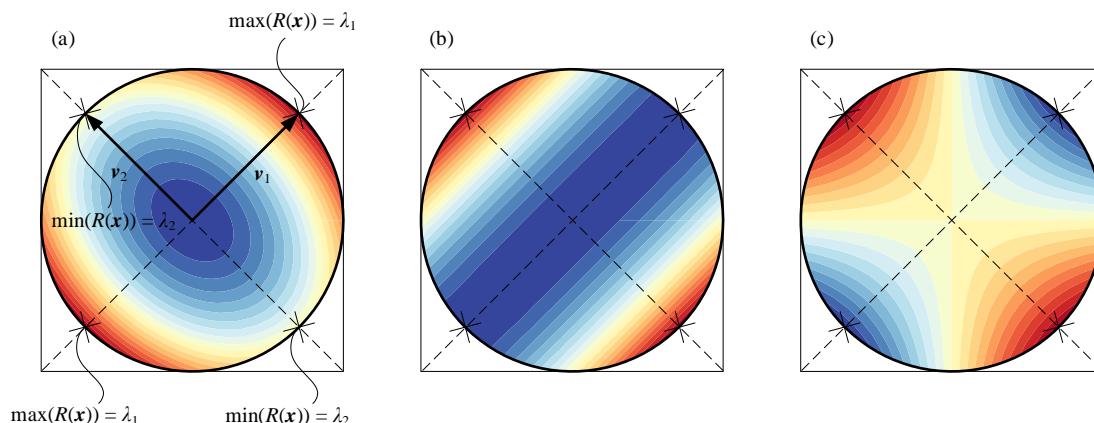 max(R(x)) = λ1
(a)
(b)
(c)
v2
v1
min(R(x)) = λ2
max(R(x)) = λ1
min(R(x)) = λ2